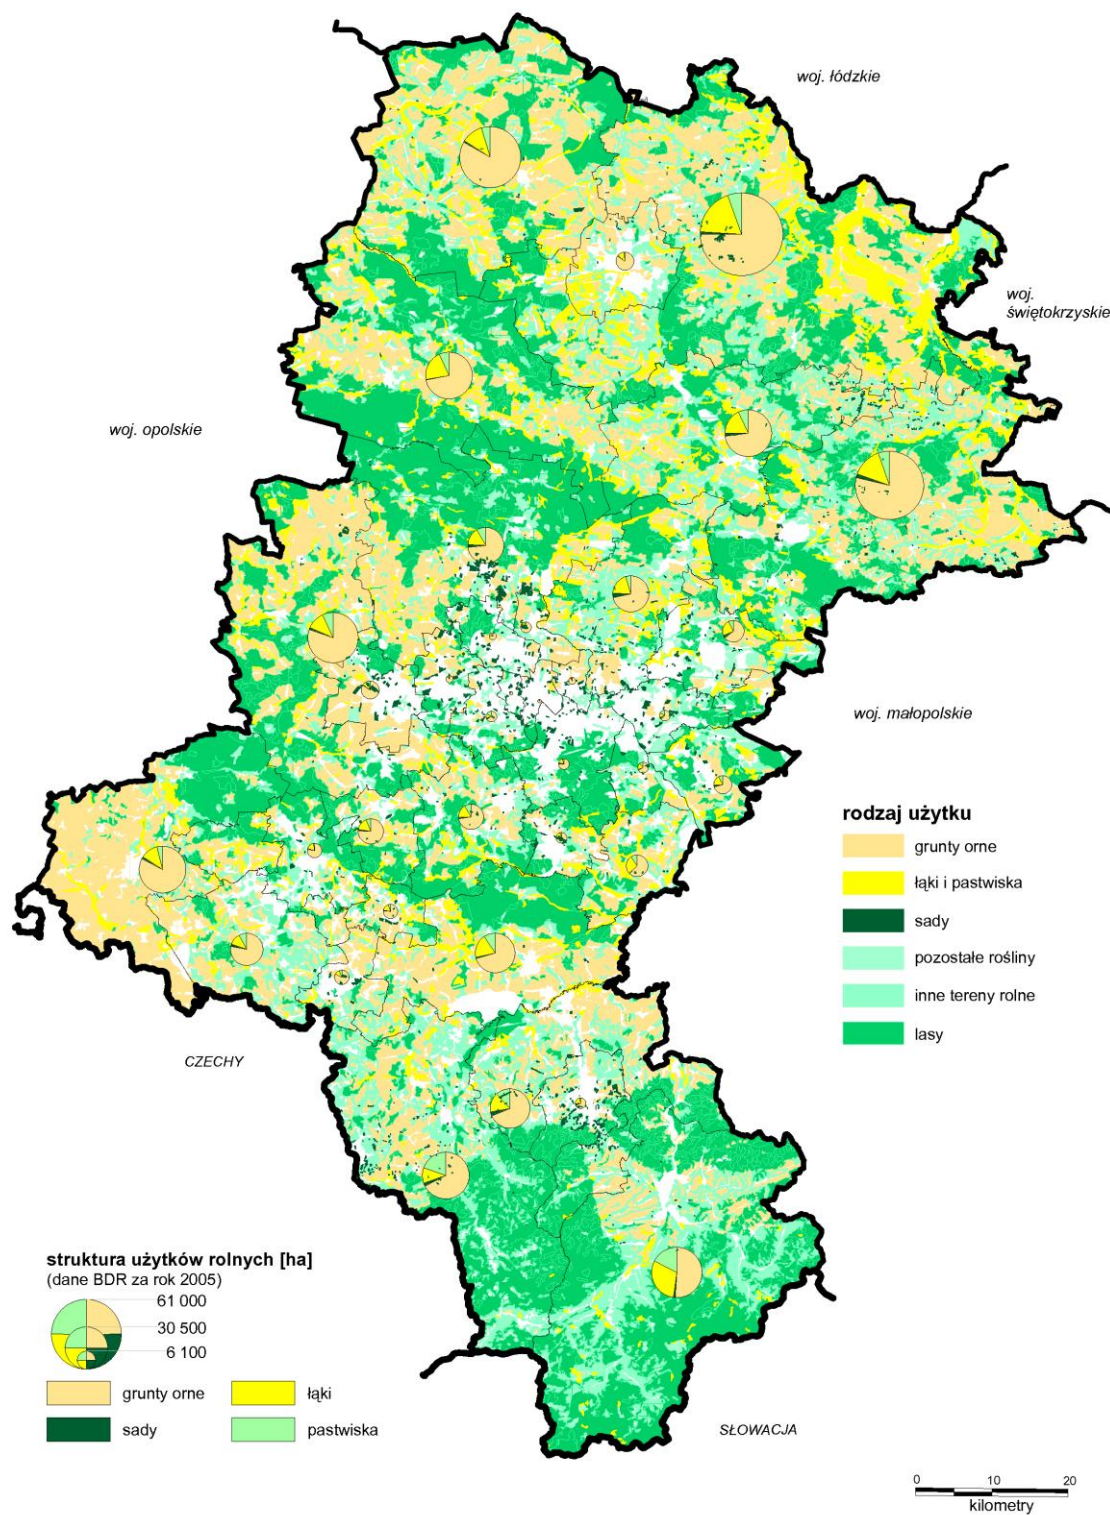 woj. łódzkie
woj.
świętokrzyskie
woj. opolskie
woj. małopolskie
rodzaj użytku
grunty orne
łąki i pastwiska
sady
pozostałe rośliny
inne tereny rolne
lasy
CZECHY
struktura użytków rolnych [ha]
(dane BDR za rok 2005)
61 000
30 500
6 100
grunty orne
łąki
sady
pastwiska
SŁOWACJA
0 10 20
kilometry